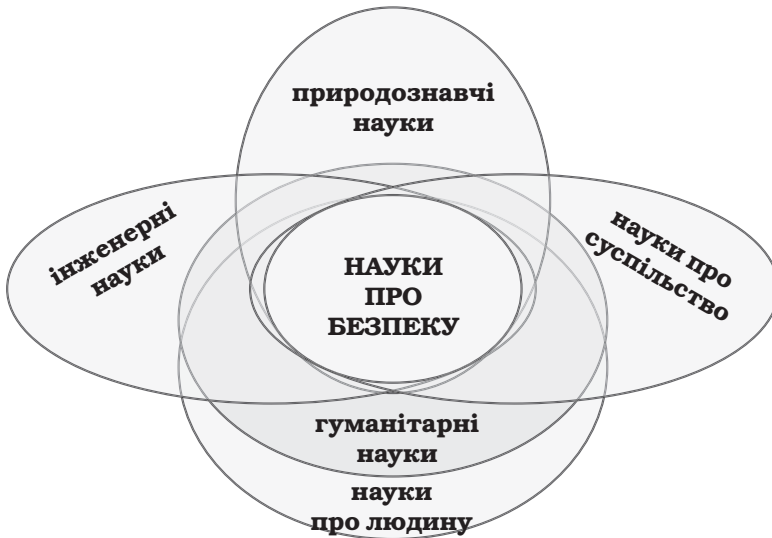 природознавчі
науки
інженерні
науки
науки про
суспільство
НАУКИ
ПРО
БЕЗПЕКУ
гуманітарні
науки
науки
про людину